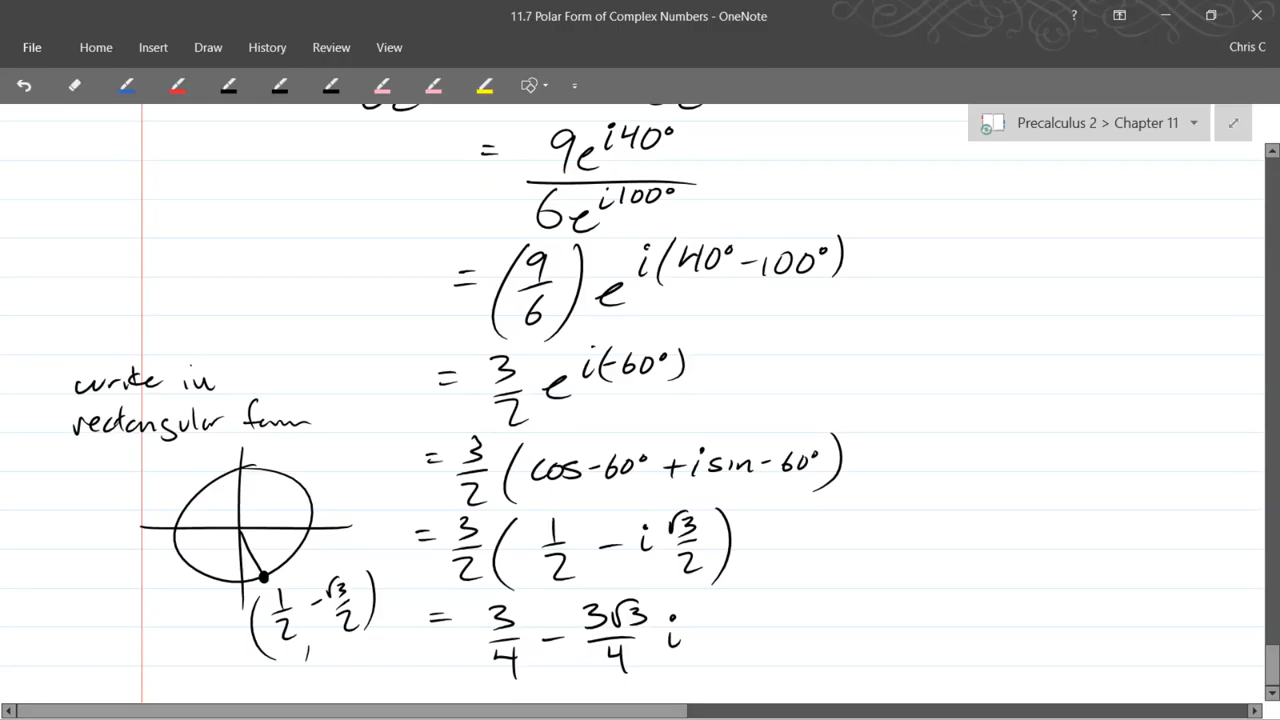 11.7 Polar Form of Complex Numbers - OneNote
?
File Home Insert Draw History Review View
Chris C
Precalculus 2 > Chapter 11
= 9e^{i40°}
6e^{i100°}
= (9/6) e^{i(40°-100°)}
= 3/2 e^{i(-60°)}
write in
rectangular form
= 3/2 (cos-60° + i sin-60°)
= 3/2 (1/2 - i √3/2)
(1/2, -√3/2)
= 3/4 - 3√3/4 i